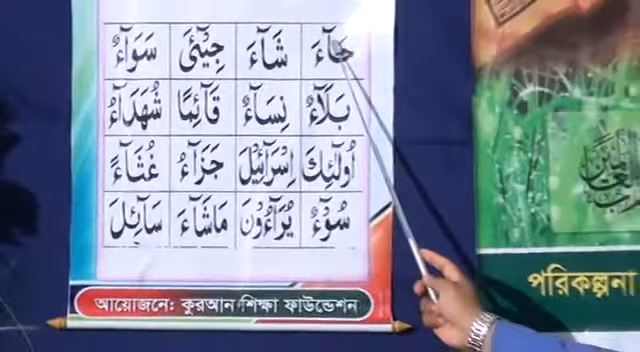 جَآءَ شَآءَ جِیْٓئَ سَوَآءٌ
بَلَآءٌ نِسَآءٌ قَآئِمًا شُهَدَآءُ
اُولٰٓئِكَ اِسْرَآئِیْلَ جَزَآءُ غُثَآءً
سُوْٓءٌ یُرَآءُوْنَ مَاشَآءَ سَآئِلَ
আয়োজনে: কুরআন শিক্ষা ফাউন্ডেশন
পরিকল্পনা